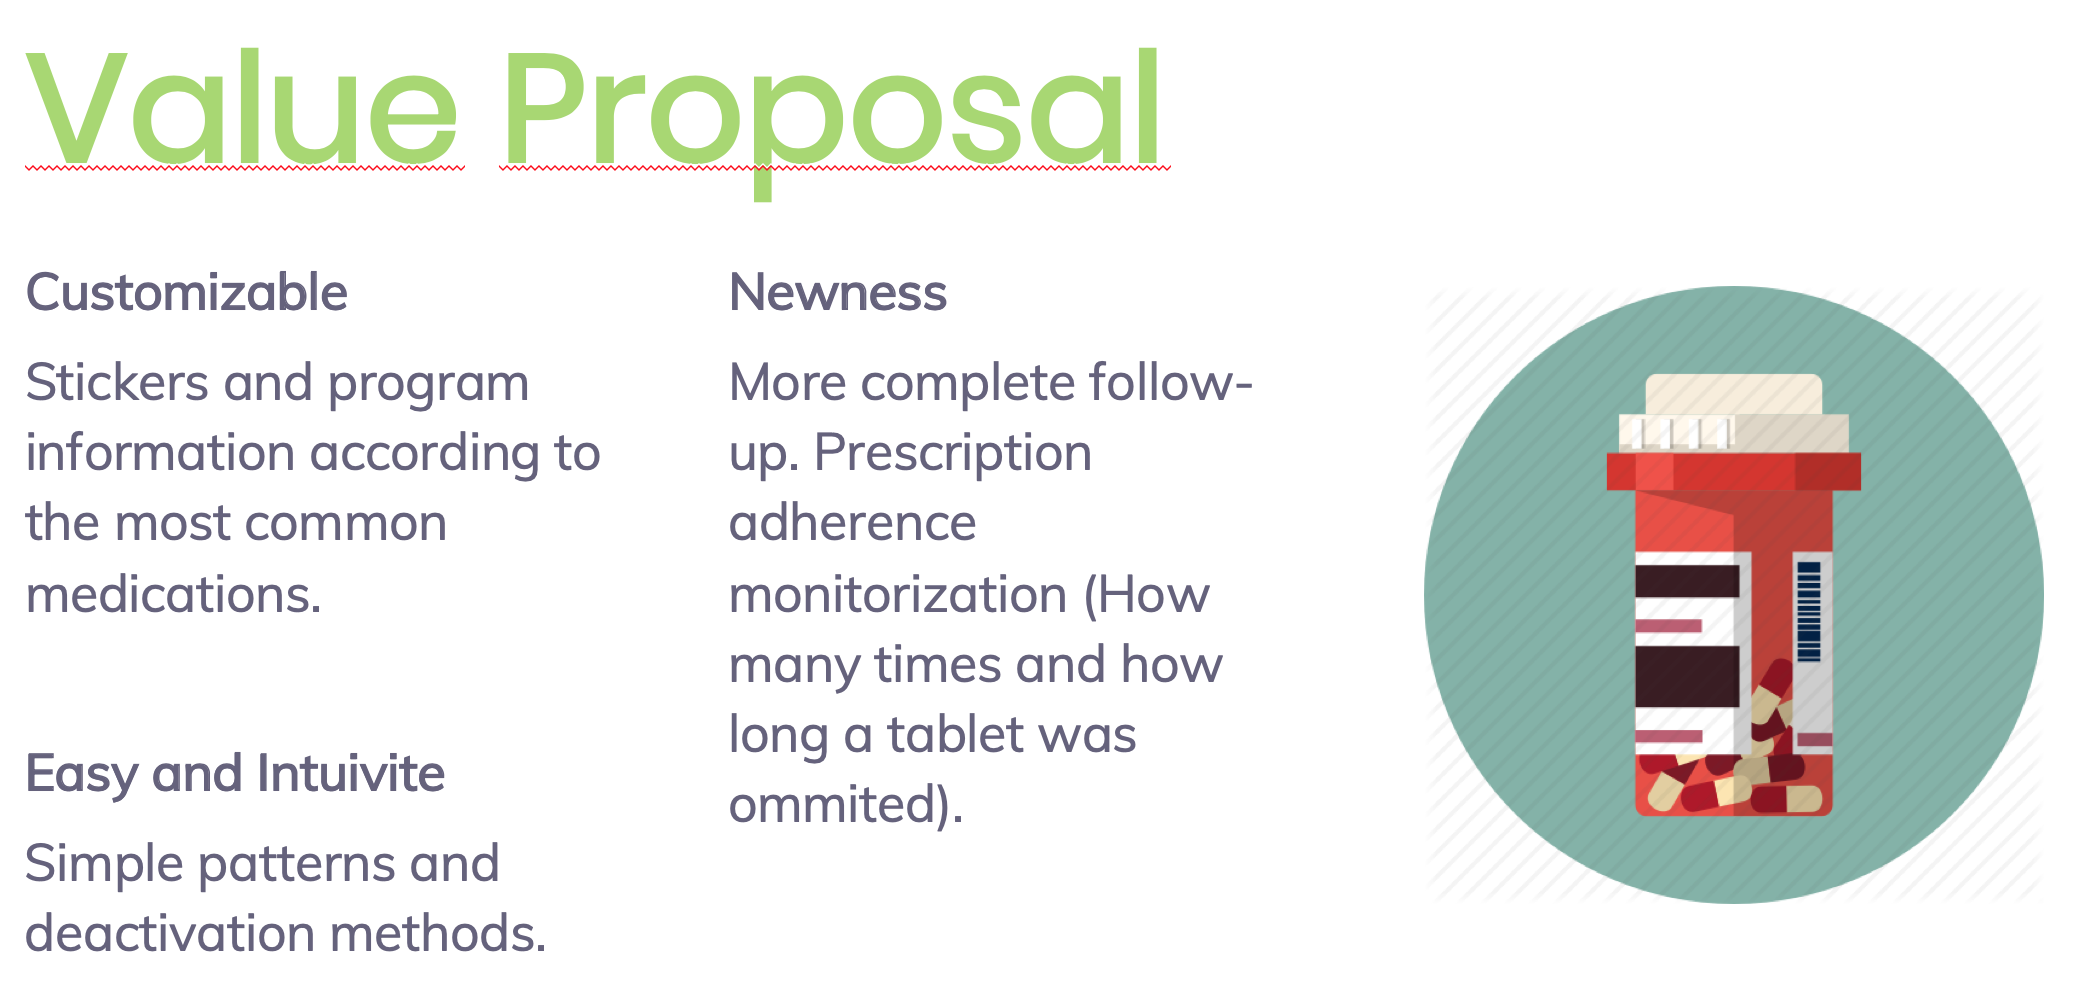 Value Proposal
Customizable
Stickers and program
information according to
the most common
medications.
Easy and Intuivite
Simple patterns and
deactivation methods.
Newness
More complete follow-
up. Prescription
adherence
monitorization (How
many times and how
long a tablet was
ommited).